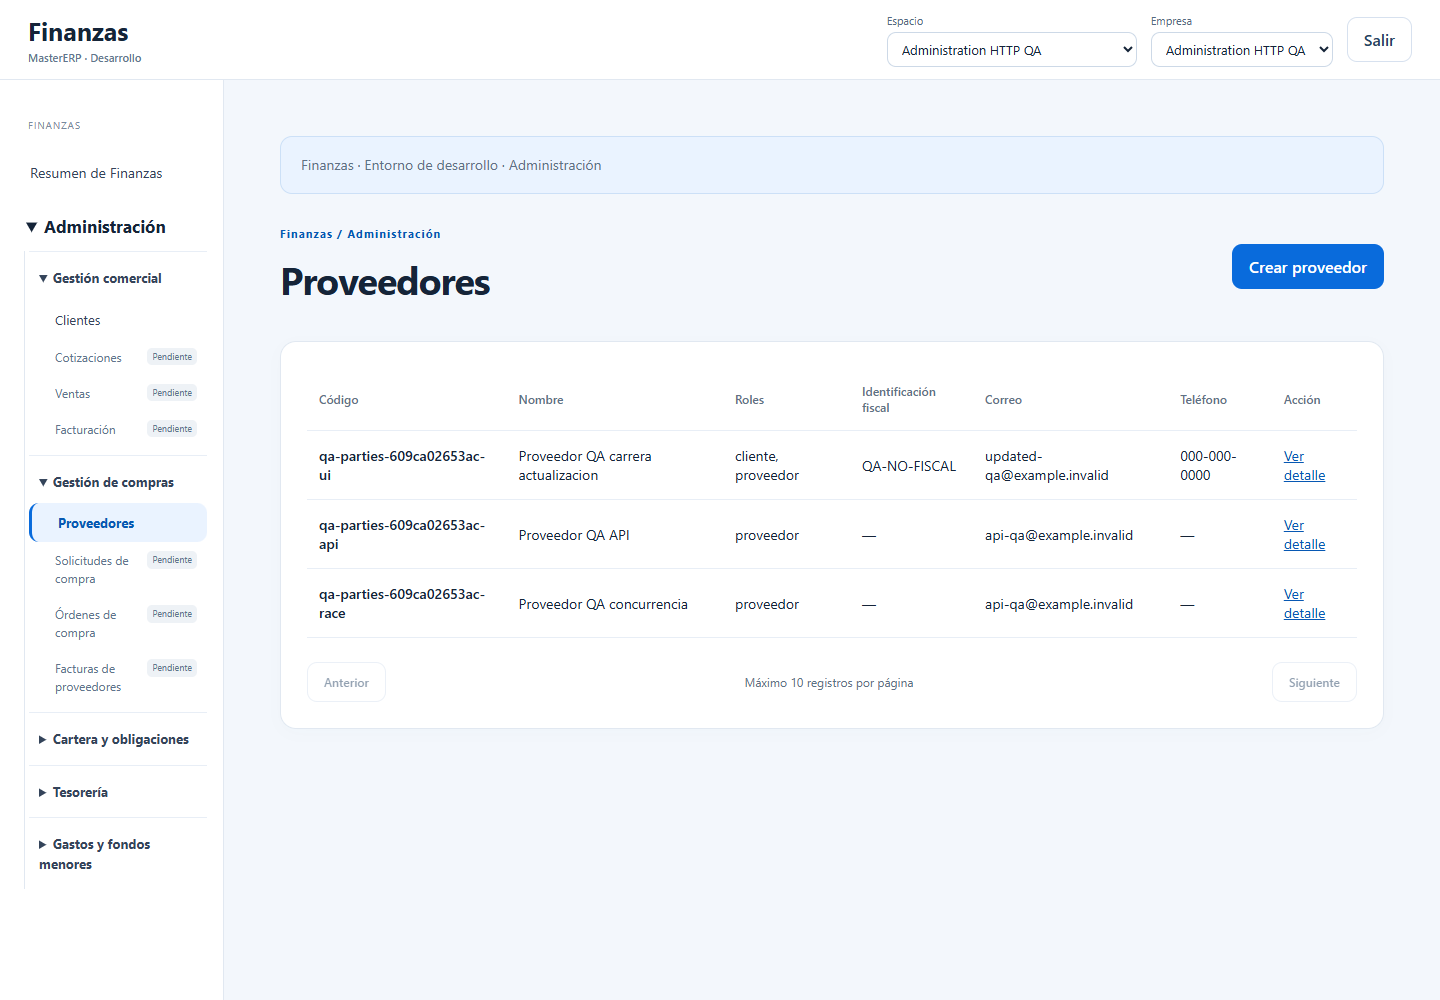 Finanzas
MasterERP · Desarrollo
Espacio
Administration HTTP QA
Empresa
Administration HTTP QA
Salir
FINANZAS
Resumen de Finanzas
▼ Administración
▼ Gestión comercial
Clientes
Cotizaciones Pendiente
Ventas Pendiente
Facturación Pendiente
▼ Gestión de compras
Proveedores
Solicitudes de Pendiente
compra
Órdenes de Pendiente
compra
Facturas de Pendiente
proveedores
▶ Cartera y obligaciones
▶ Tesorería
▶ Gastos y fondos
menores
Finanzas · Entorno de desarrollo · Administración
Finanzas / Administración
Proveedores
Crear proveedor
Código Nombre Roles Identificación fiscal Correo Teléfono Acción
qa-parties-609ca02653ac- Proveedor QA carrera cliente, QA-NO-FISCAL updated- 000-000- Ver
ui actualizacion proveedor qa@example.invalid 0000 detalle
qa-parties-609ca02653ac- Proveedor QA API proveedor — api-qa@example.invalid — Ver
api detalle
qa-parties-609ca02653ac- Proveedor QA concurrencia proveedor — api-qa@example.invalid — Ver
race detalle
Anterior Máximo 10 registros por página Siguiente